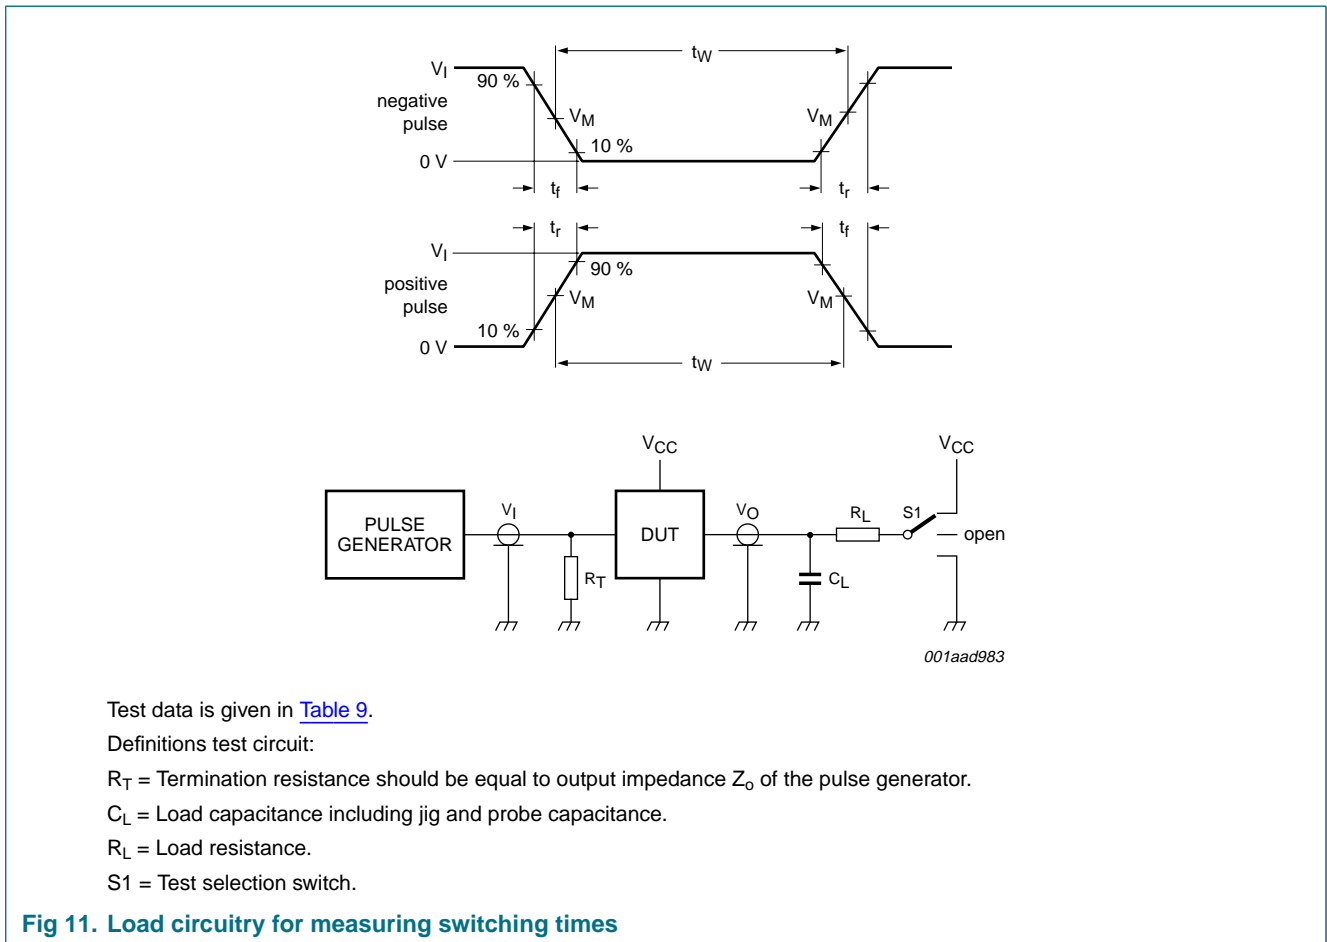 tW
VI
90 %
negative
pulse
VM
VM
10 %
0 V
tf
tr
tr
tf
VI
90 %
positive
pulse
VM
VM
10 %
0 V
tW
VCC
VCC
PULSE
GENERATOR
VI
RT
DUT
VO
CL
RL
S1
open
001aad983
Test data is given in Table 9.
Definitions test circuit:
RT = Termination resistance should be equal to output impedance Zo of the pulse generator.
CL = Load capacitance including jig and probe capacitance.
RL = Load resistance.
S1 = Test selection switch.
Fig 11. Load circuitry for measuring switching times